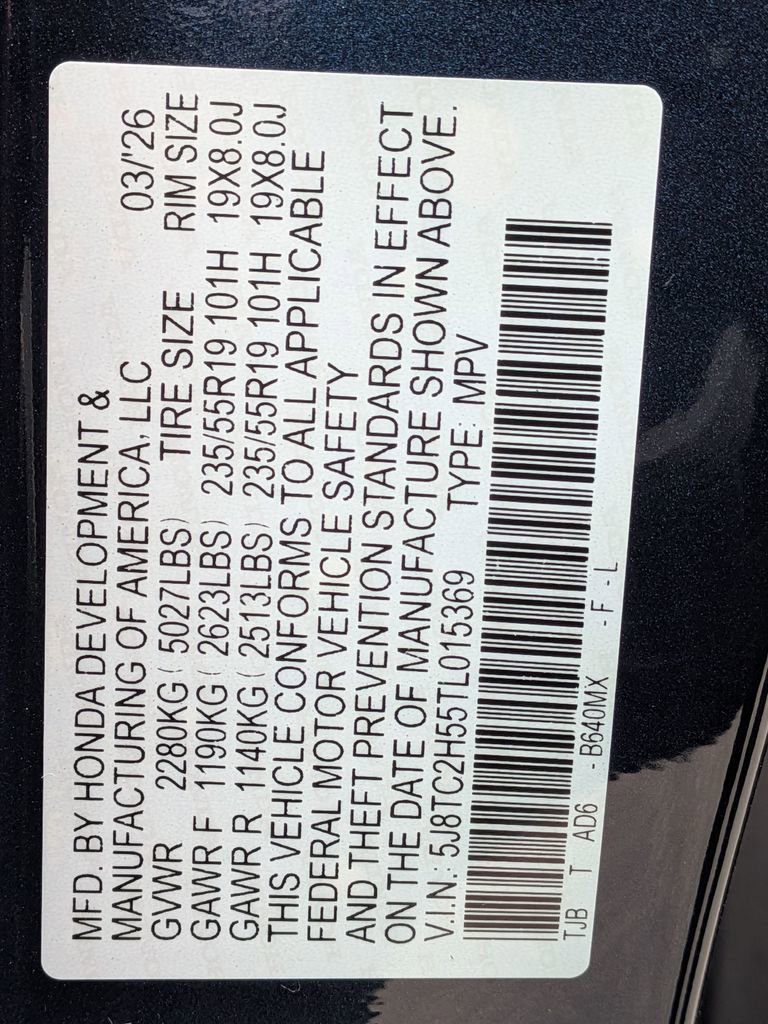 MFD. BY HONDA DEVELOPMENT &
MANUFACTURING OF AMERICA, LLC 03/'26
GVWR 2280KG ( 5027LBS) TIRE SIZE RIM SIZE
GAWR F 1190KG ( 2623LBS) 235/55R19 101H 19X8.0J
GAWR R 1140KG ( 2513LBS) 235/55R19 101H 19X8.0J
THIS VEHICLE CONFORMS TO ALL APPLICABLE
FEDERAL MOTOR VEHICLE SAFETY
AND THEFT PREVENTION STANDARDS IN EFFECT
ON THE DATE OF MANUFACTURE SHOWN ABOVE.
V.I.N.: 5J8TC2H55TL015369 TYPE: MPV
TJB T AD6 - B640MX - F - L